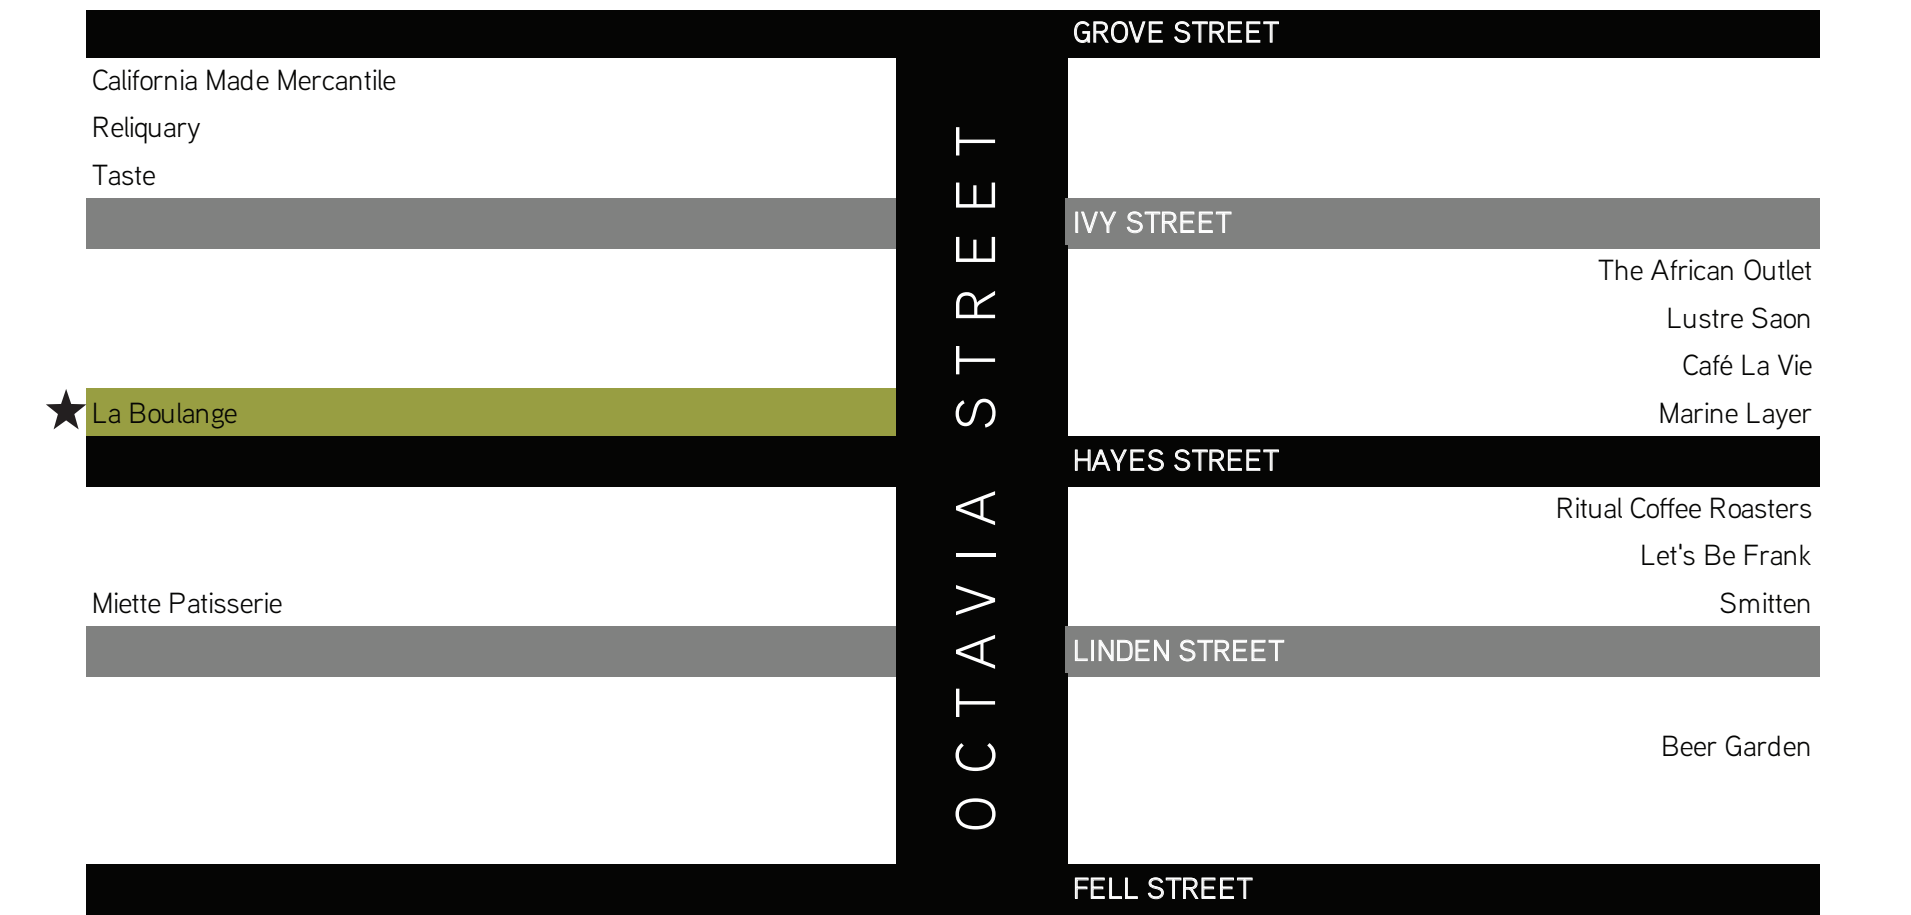 GROVE STREET
California Made Mercantile
Reliquary
Taste
IVY STREET
The African Outlet
Lustre Saon
Café La Vie
La Boulange
Marine Layer
OCTAVIA STREET
HAYES STREET
Ritual Coffee Roasters
Let's Be Frank
Miette Patisserie
Smitten
LINDEN STREET
Beer Garden
FELL STREET